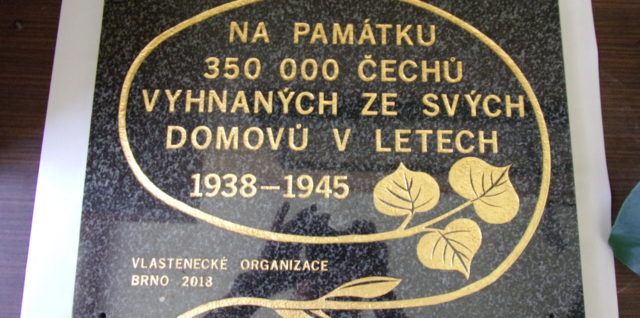 NA PAMÁTKU
350 000 ČECHŮ
VYHNANÝCH ZE SVÝCH
DOMOVŮ V LETECH
1938–1945
VLASTENECKÉ ORGANIZACE
BRNO 2018